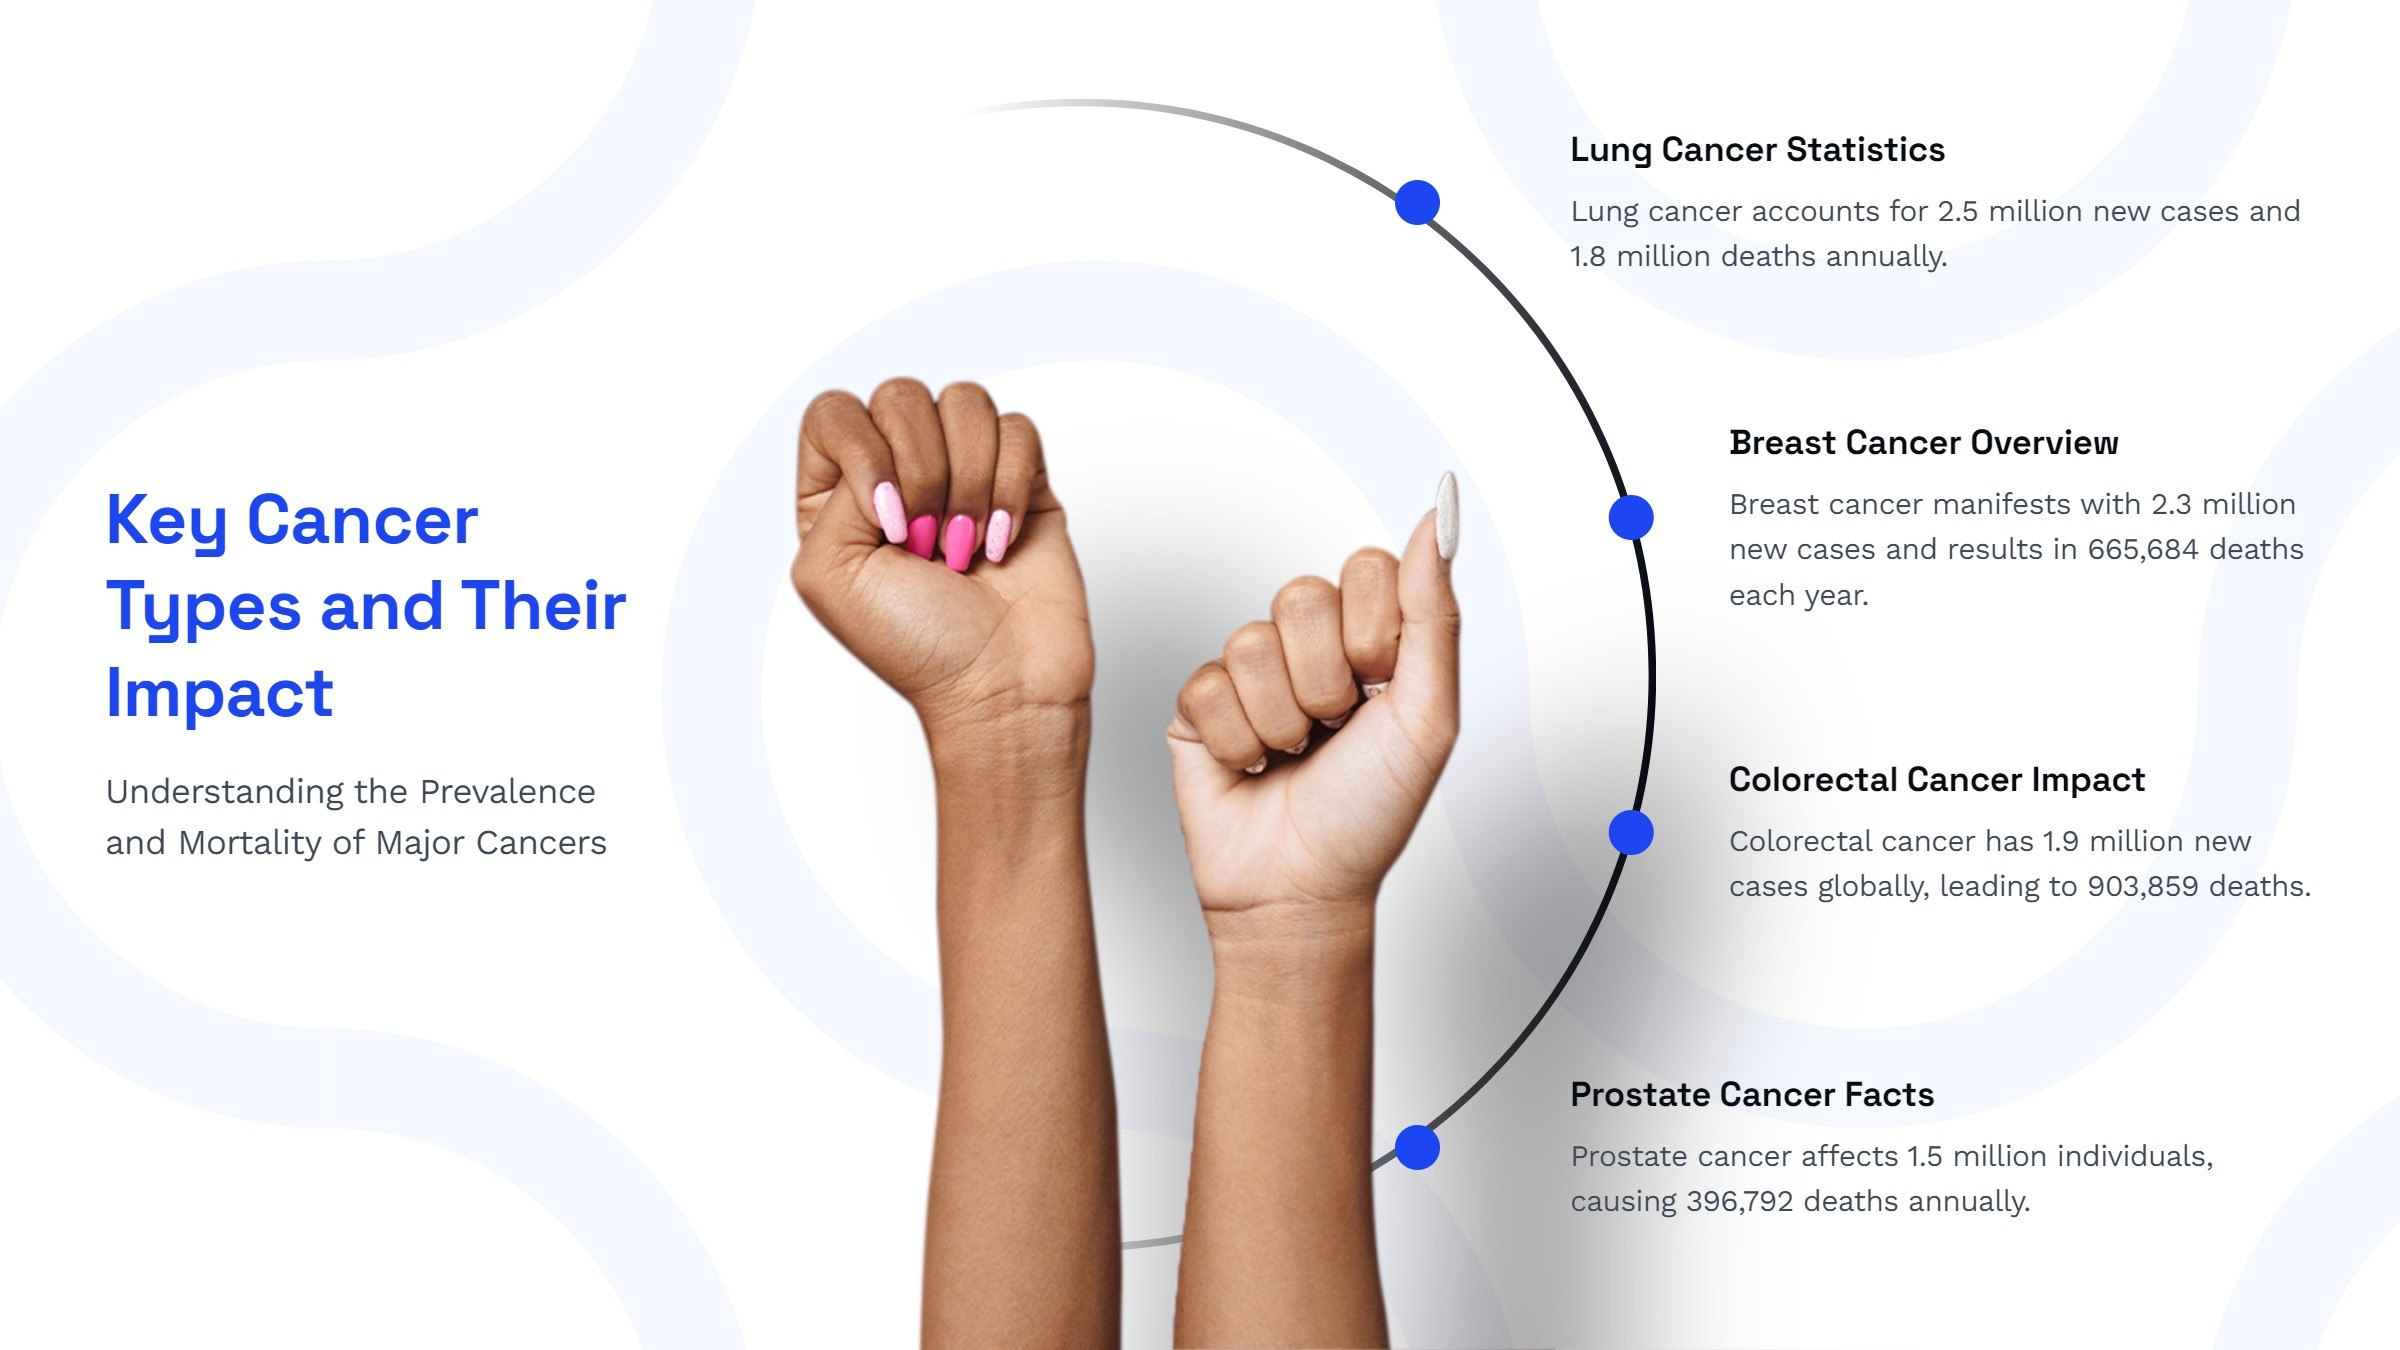 Key Cancer
Types and Their
Impact
Understanding the Prevalence
and Mortality of Major Cancers
Lung Cancer Statistics
Lung cancer accounts for 2.5 million new cases and
1.8 million deaths annually.
Breast Cancer Overview
Breast cancer manifests with 2.3 million
new cases and results in 665,684 deaths
each year.
Colorectal Cancer Impact
Colorectal cancer has 1.9 million new
cases globally, leading to 903,859 deaths.
Prostate Cancer Facts
Prostate cancer affects 1.5 million individuals,
causing 396,792 deaths annually.